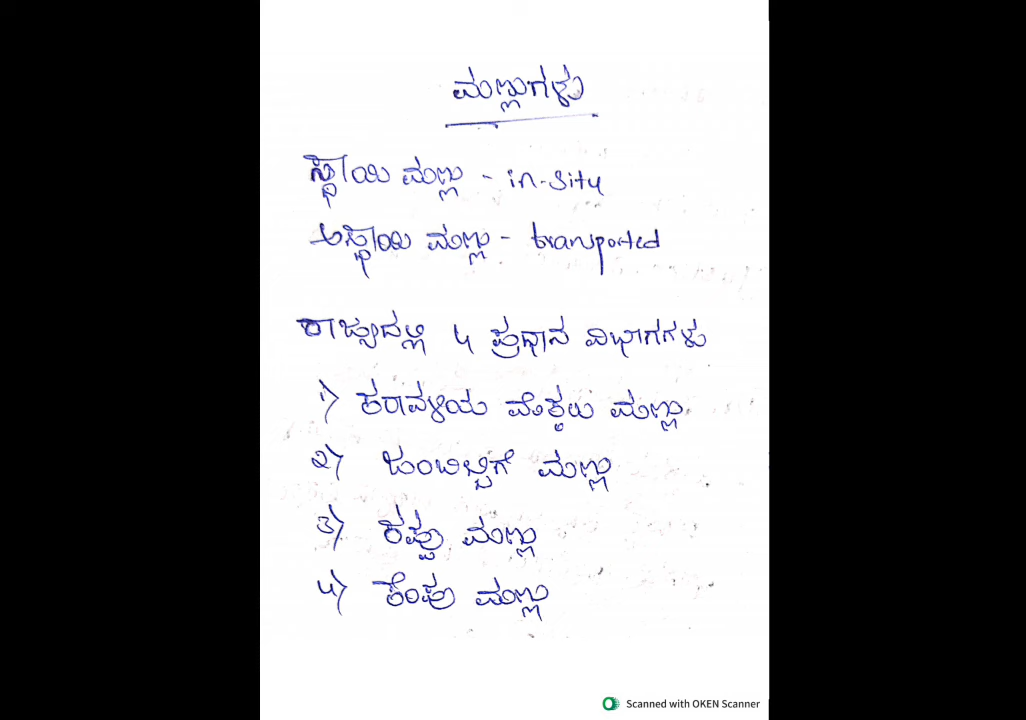 ಮಣ್ಣುಗಳು
ಸ್ಥಾಯಿ ಮಣ್ಣು - in-situ
ಅಸ್ಥಾಯಿ ಮಣ್ಣು - transported
ರಾಜ್ಯದಲ್ಲಿ 4 ಪ್ರಧಾನ ವಿಭಾಗಗಳು
1) ಕರಾವಳಿಯ ಮೆಕ್ಕಲು ಮಣ್ಣು
2) ಜಂಬಿಟ್ಟಿಗೆ ಮಣ್ಣು
3) ಕಪ್ಪು ಮಣ್ಣು
4) ಕೆಂಪು ಮಣ್ಣು
Scanned with OKEN Scanner